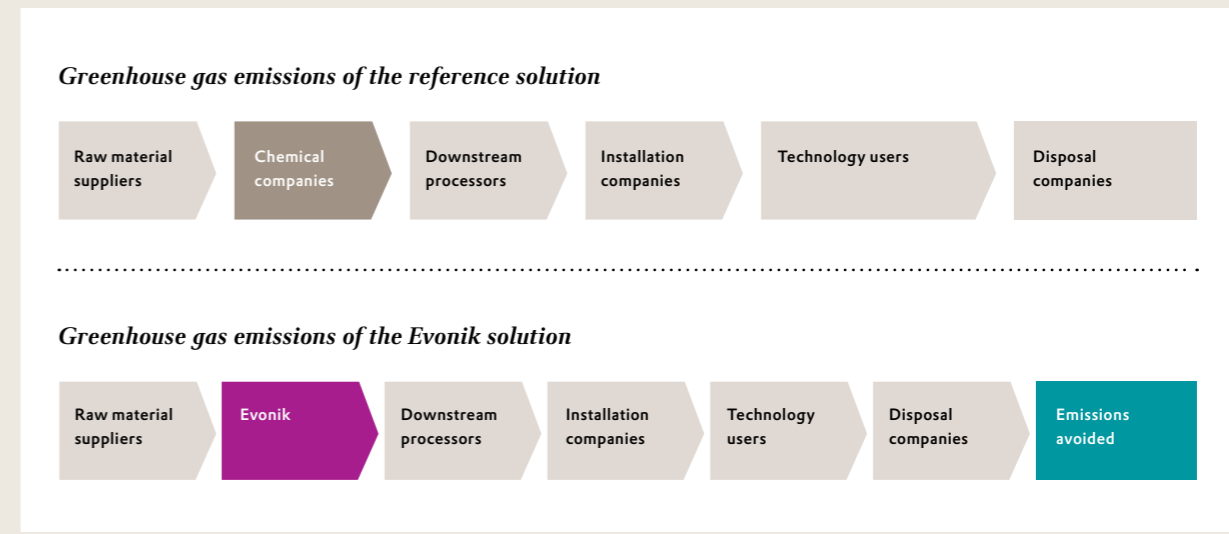 Greenhouse gas emissions of the reference solution
Raw material
suppliers
Chemical
companies
Downstream
processors
Installation
companies
Technology users
Disposal
companies
Greenhouse gas emissions of the Evonik solution
Raw material
suppliers
Evonik
Downstream
processors
Installation
companies
Technology
users
Disposal
companies
Emissions
avoided